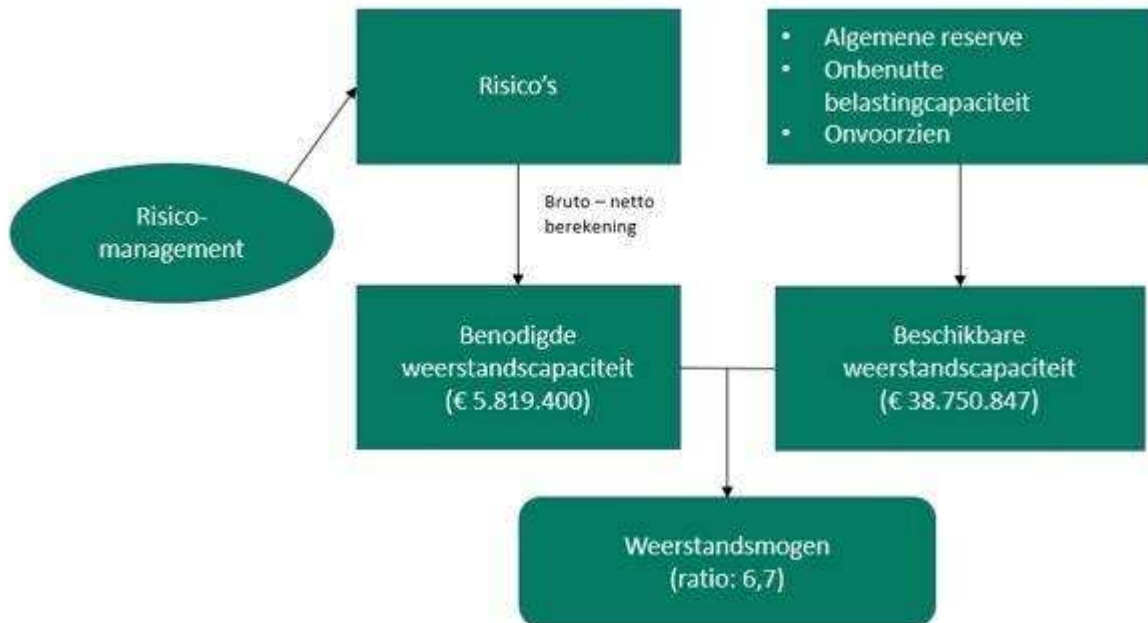 Risico's
• Algemene reserve
• Onbenutte
belastingcapaciteit
• Onvoorzien
Risico-
management
Bruto – netto
berekening
Benodigde
weerstandscapaciteit
(€ 5.819.400)
Beschikbare
weerstandscapaciteit
(€ 38.750.847)
Weerstandsmogen
(ratio: 6,7)